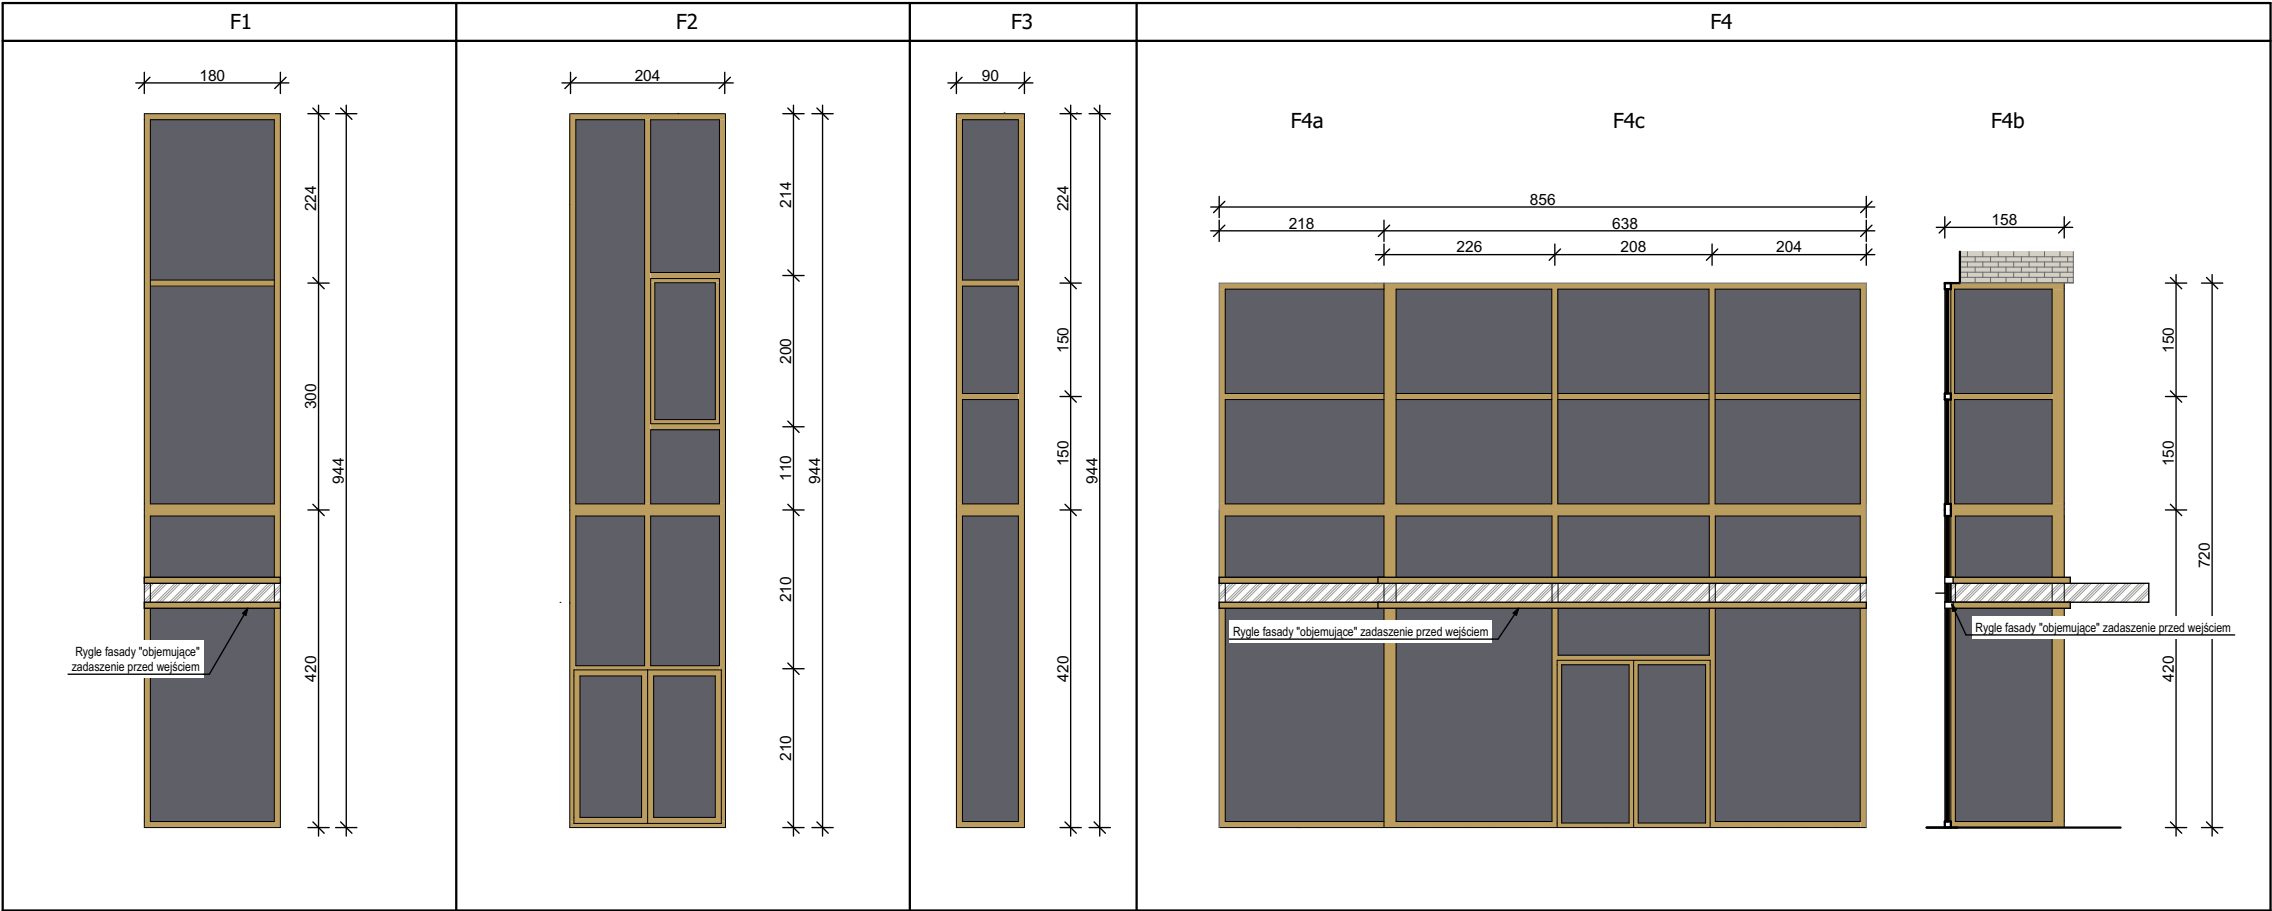 F1
F2
F3
F4
180
224
300
420
944
Rygle fasady "objemujące"
zadaszenie przed wejściem
204
214
200
110
210
210
944
90
224
150
150
420
944
F4a
F4c
F4b
856
218
638
226
208
204
158
150
150
420
720
Rygle fasady "objemujące" zadaszenie przed wejściem
Rygle fasady "objemujące" zadaszenie przed wejściem